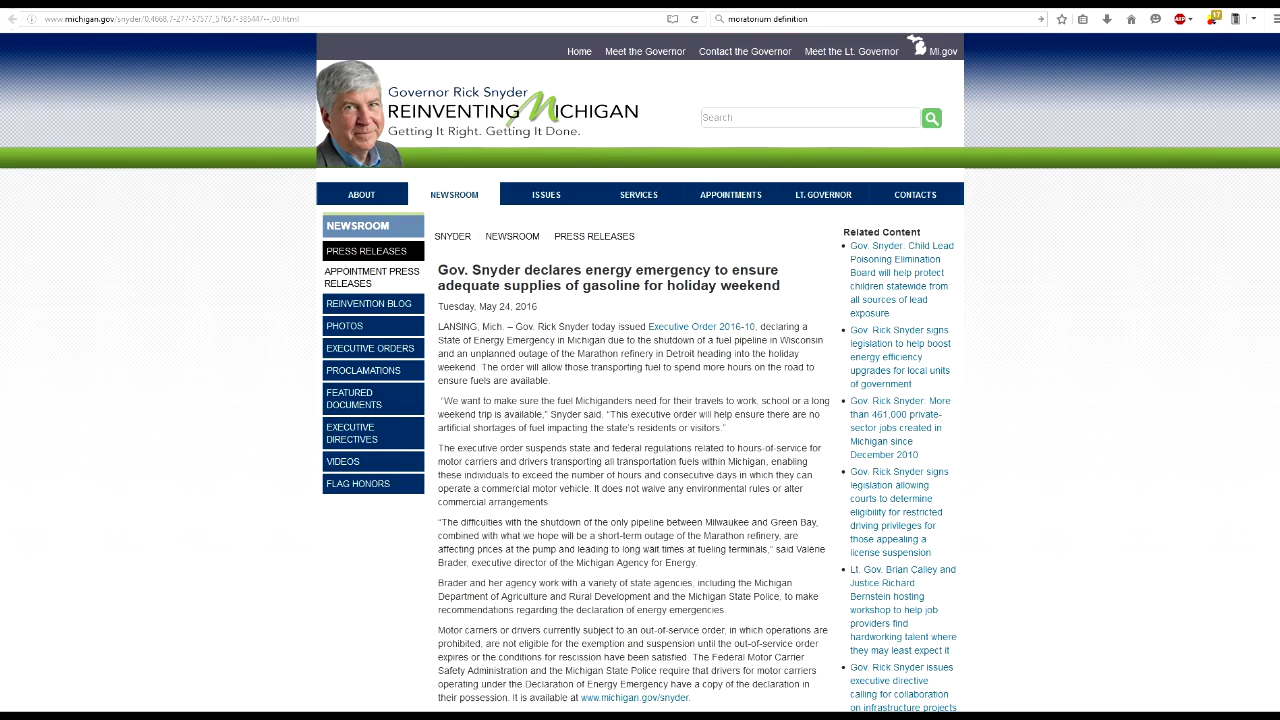 www.michigan.gov/snyder/0,4668,7-277-57577_57657-385447--,00.html
moratorium definition
17
Home Meet the Governor Contact the Governor Meet the Lt. Governor MI.gov
Governor Rick Snyder
REINVENTING MICHIGAN
Getting It Right. Getting It Done.
Search
ABOUT NEWSROOM ISSUES SERVICES APPOINTMENTS LT. GOVERNOR CONTACTS
NEWSROOM
PRESS RELEASES
APPOINTMENT PRESS
RELEASES
REINVENTION BLOG
PHOTOS
EXECUTIVE ORDERS
PROCLAMATIONS
FEATURED
DOCUMENTS
EXECUTIVE
DIRECTIVES
VIDEOS
FLAG HONORS
SNYDER NEWSROOM PRESS RELEASES
Gov. Snyder declares energy emergency to ensure
adequate supplies of gasoline for holiday weekend
Tuesday, May 24, 2016
LANSING, Mich. – Gov. Rick Snyder today issued Executive Order 2016-10, declaring a
State of Energy Emergency in Michigan due to the shutdown of a fuel pipeline in Wisconsin
and an unplanned outage of the Marathon refinery in Detroit heading into the holiday
weekend. The order will allow those transporting fuel to spend more hours on the road to
ensure fuels are available.
"We want to make sure the fuel Michiganders need for their travels to work, school or a long
weekend trip is available," Snyder said. "This executive order will help ensure there are no
artificial shortages of fuel impacting the state's residents or visitors."
The executive order suspends state and federal regulations related to hours-of-service for
motor carriers and drivers transporting all transportation fuels within Michigan, enabling
these individuals to exceed the number of hours and consecutive days in which they can
operate a commercial motor vehicle. It does not waive any environmental rules or alter
commercial arrangements
"The difficulties with the shutdown of the only pipeline between Milwaukee and Green Bay,
combined with what we hope will be a short-term outage of the Marathon refinery, are
affecting prices at the pump and leading to long wait times at fueling terminals," said Valerie
Brader, executive director of the Michigan Agency for Energy.
Brader and her agency work with a variety of state agencies, including the Michigan
Department of Agriculture and Rural Development and the Michigan State Police, to make
recommendations regarding the declaration of energy emergencies.
Motor carriers or drivers currently subject to an out-of-service order, in which operations are
prohibited, are not eligible for the exemption and suspension until the out-of-service order
expires or the conditions for rescission have been satisfied. The Federal Motor Carrier
Safety Administration and the Michigan State Police require that drivers for motor carriers
operating under the Declaration of Energy Emergency have a copy of the declaration in
their possession. It is available at www.michigan.gov/snyder.
Related Content
Gov. Snyder: Child Lead
Poisoning Elimination
Board will help protect
children statewide from
all sources of lead
exposure
Gov. Rick Snyder signs
legislation to help boost
energy efficiency
upgrades for local units
of government
Gov. Rick Snyder: More
than 461,000 private-
sector jobs created in
Michigan since
December 2010
Gov. Rick Snyder signs
legislation allowing
courts to determine
eligibility for restricted
driving privileges for
those appealing a
license suspension
Lt. Gov. Brian Calley and
Justice Richard
Bernstein hosting
workshop to help job
providers find
hardworking talent where
they may least expect it
Gov. Rick Snyder issues
executive directive
calling for collaboration
on infrastructure projects